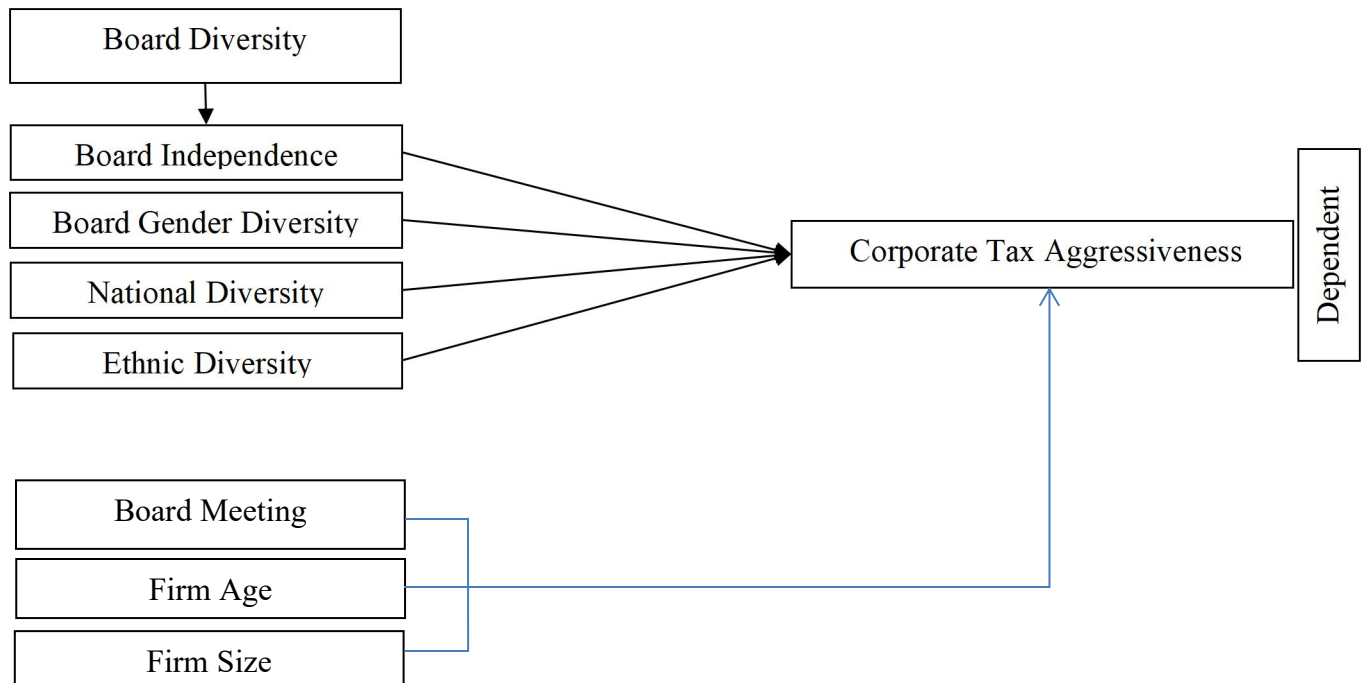 Board Diversity
Board Independence
Board Gender Diversity
National Diversity
Ethnic Diversity
Corporate Tax Aggressiveness
Dependent
Board Meeting
Firm Age
Firm Size